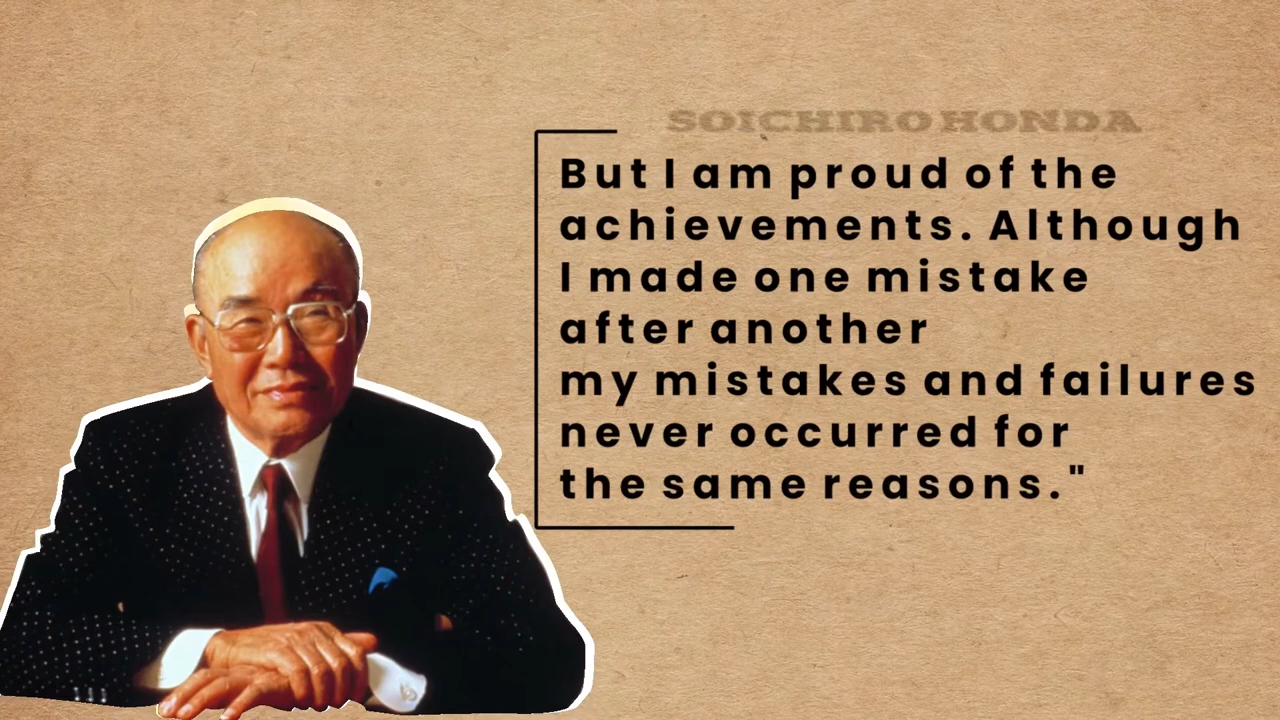 SOICHIRO HONDA
But I am proud of the
achievements. Although
I made one mistake
after another
my mistakes and failures
never occurred for
the same reasons."